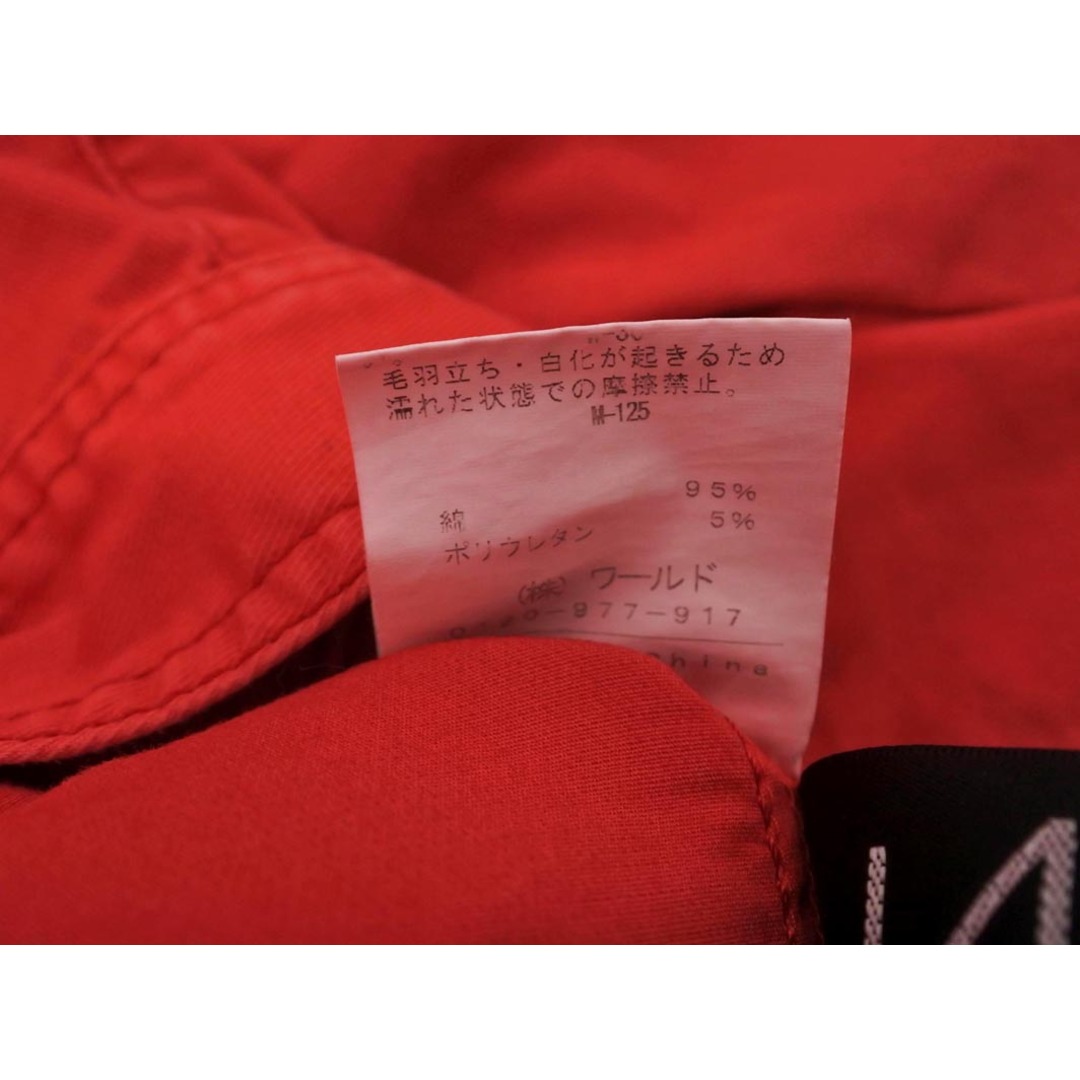 毛羽立ち・白化が起きるため
濡れた状態での摩擦禁止。
M-125
95%
綿 5%
ポリウレタン
(株) ワールド
-977-917
China